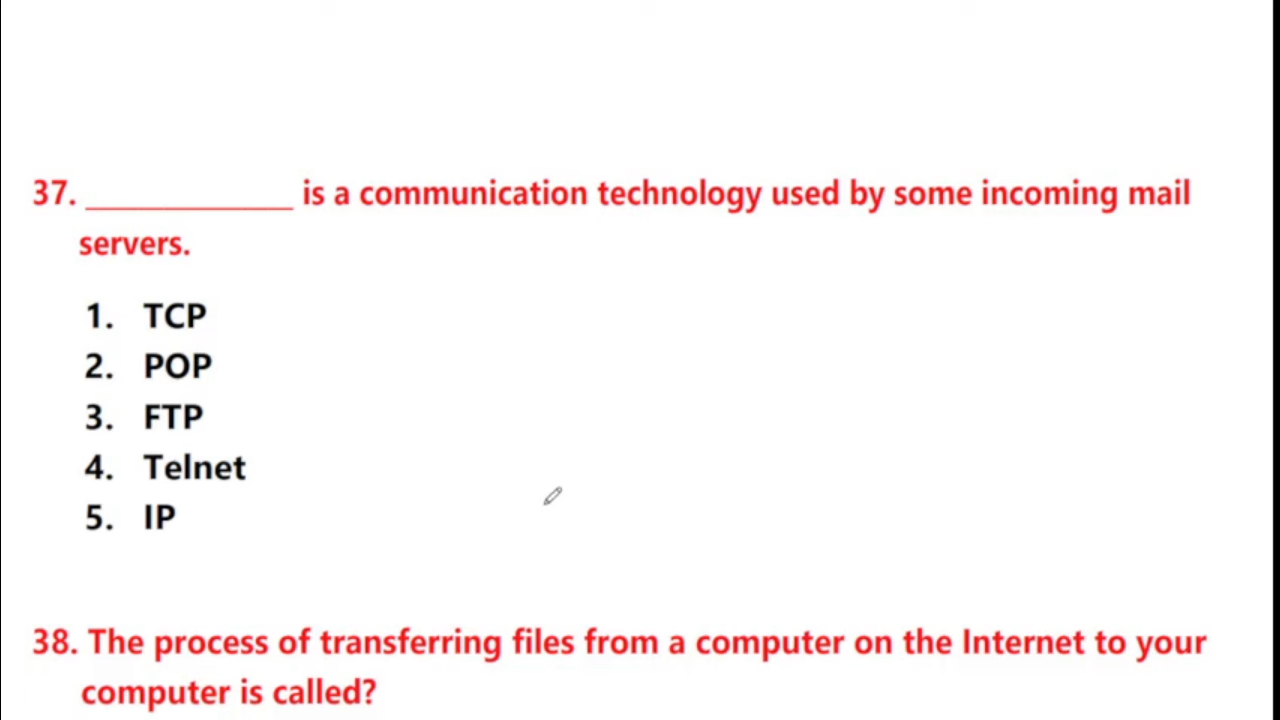 37. ____________ is a communication technology used by some incoming mail
servers.
1. TCP
2. POP
3. FTP
4. Telnet
5. IP
38. The process of transferring files from a computer on the Internet to your
computer is called?